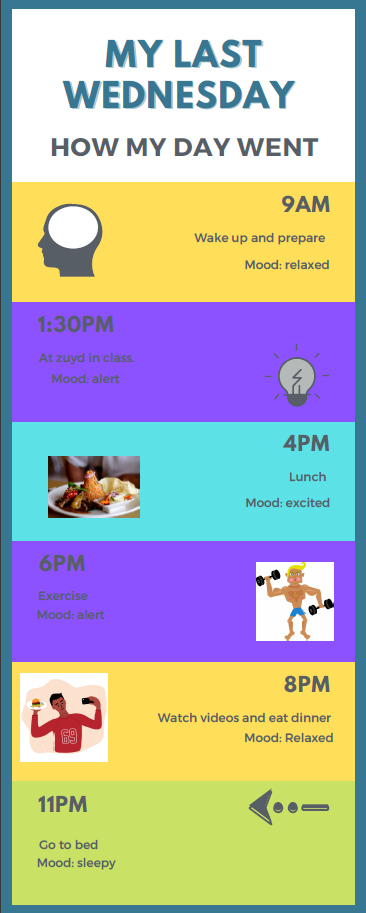 MY LAST
WEDNESDAY
HOW MY DAY WENT
9AM
Wake up and prepare
Mood: relaxed
1:30PM
At zuyd in class.
Mood: alert
4PM
Lunch
Mood: excited
6PM
Exercise
Mood: alert
8PM
Watch videos and eat dinner
Mood: Relaxed
69
11PM
Go to bed
Mood: sleepy